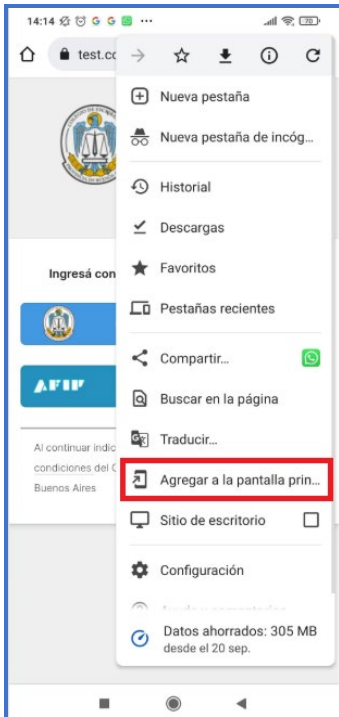 14:14
70
test.co
Nueva pestaña
Nueva pestaña de incóg...
Historial
Descargas
Ingresá con
Favoritos
Pestañas recientes
Compartir...
AFIP
Buscar en la página
Traducir...
Al continuar indic
condiciones del C
Buenos Aires
Agregar a la pantalla prin...
Sitio de escritorio
Configuración
Datos ahorrados: 305 MB
desde el 20 sep.